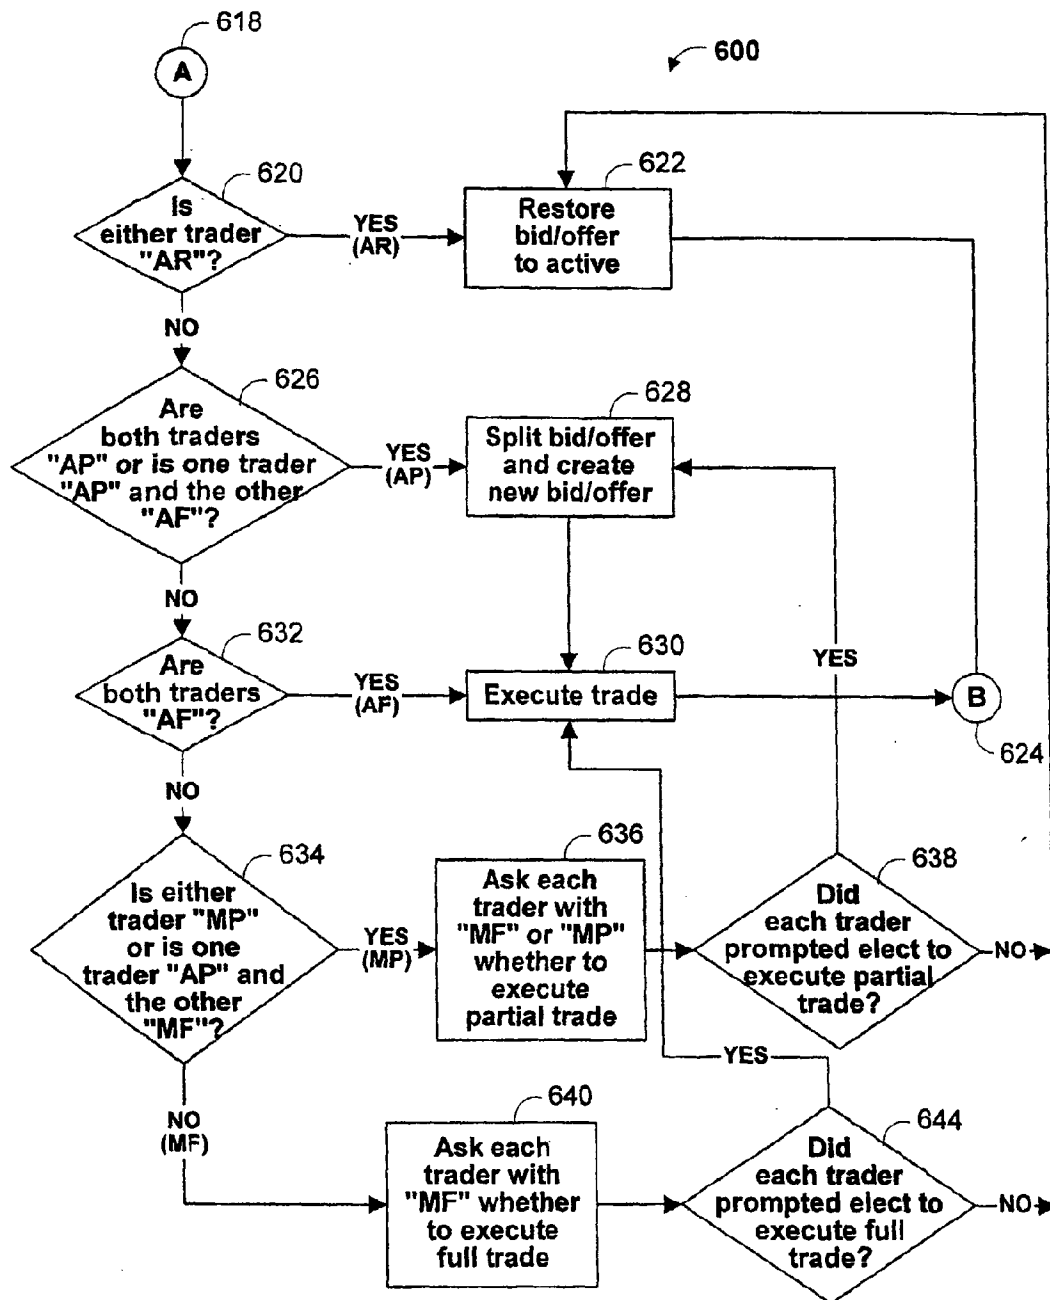 618
A
600
620
Is
either trader
"AR"?
YES
(AR)
622
Restore
bid/offer
to active
NO
626
Are
both traders
"AP" or is one trader
"AP" and the other
"AF"?
YES
(AP)
628
Split bid/offer
and create
new bid/offer
NO
632
Are
both traders
"AF"?
YES
(AF)
630
Execute trade
YES
B
624
NO
634
Is either
trader "MP"
or is one
trader "AP" and
the other
"MF"?
YES
(MP)
636
Ask each
trader with
"MF" or "MP"
whether to
execute
partial trade
638
Did
each trader
prompted elect to
execute partial
trade?
NO
YES
NO
(MF)
640
Ask each
trader with
"MF" whether
to execute
full trade
644
Did
each trader
prompted elect to
execute full
trade?
NO